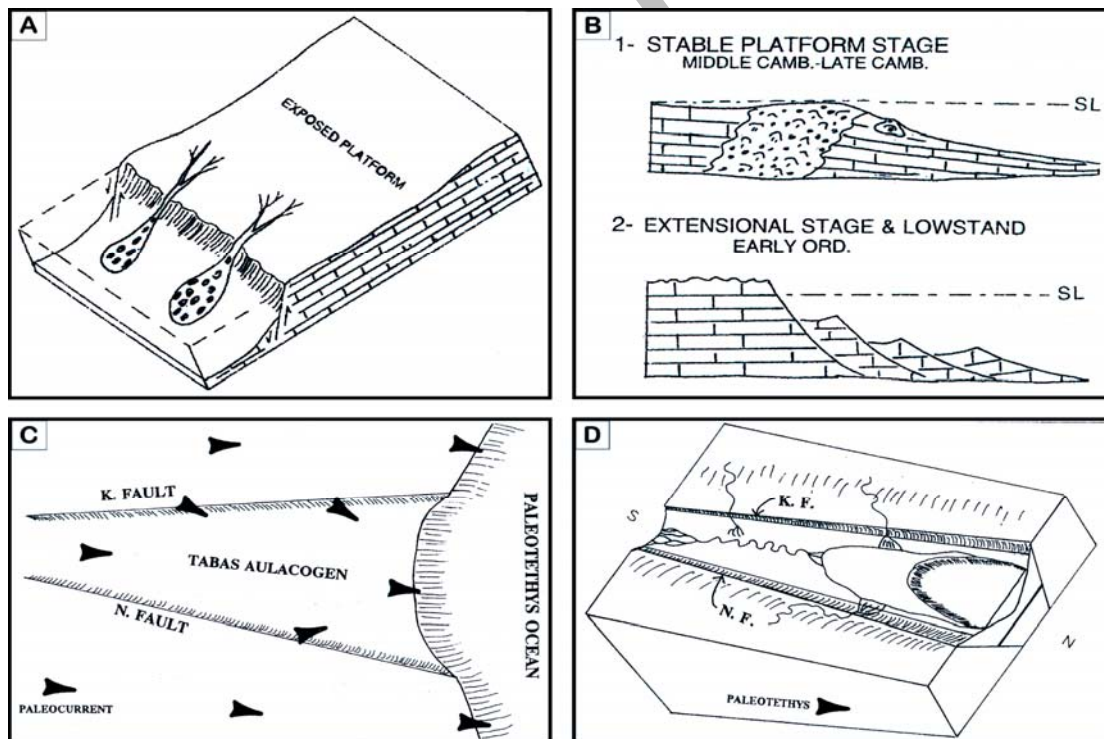 A
EXPOSED PLATFORM
B
1- STABLE PLATFORM STAGE
MIDDLE CAMB.-LATE CAMB.
SL
2- EXTENSIONAL STAGE & LOWSTAND
EARLY ORD.
SL
C
K. FAULT
TABAS AULACOGEN
N. FAULT
PALEOCURRENT
PALEOTETHYS OCEAN
D
S
K. F.
N. F.
N
PALEOTETHYS